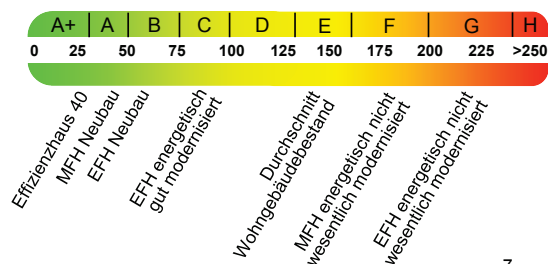 A+ A B C D E F G H
0 25 50 75 100 125 150 175 200 225 >250
Effizienzhaus 40
MFH Neubau
EFH Neubau
EFH energetisch
gut modernisiert
Durchschnitt
Wohngebäudebestand
MFH energetisch nicht
wesentlich modernisiert
EFH energetisch nicht
wesentlich modernisiert